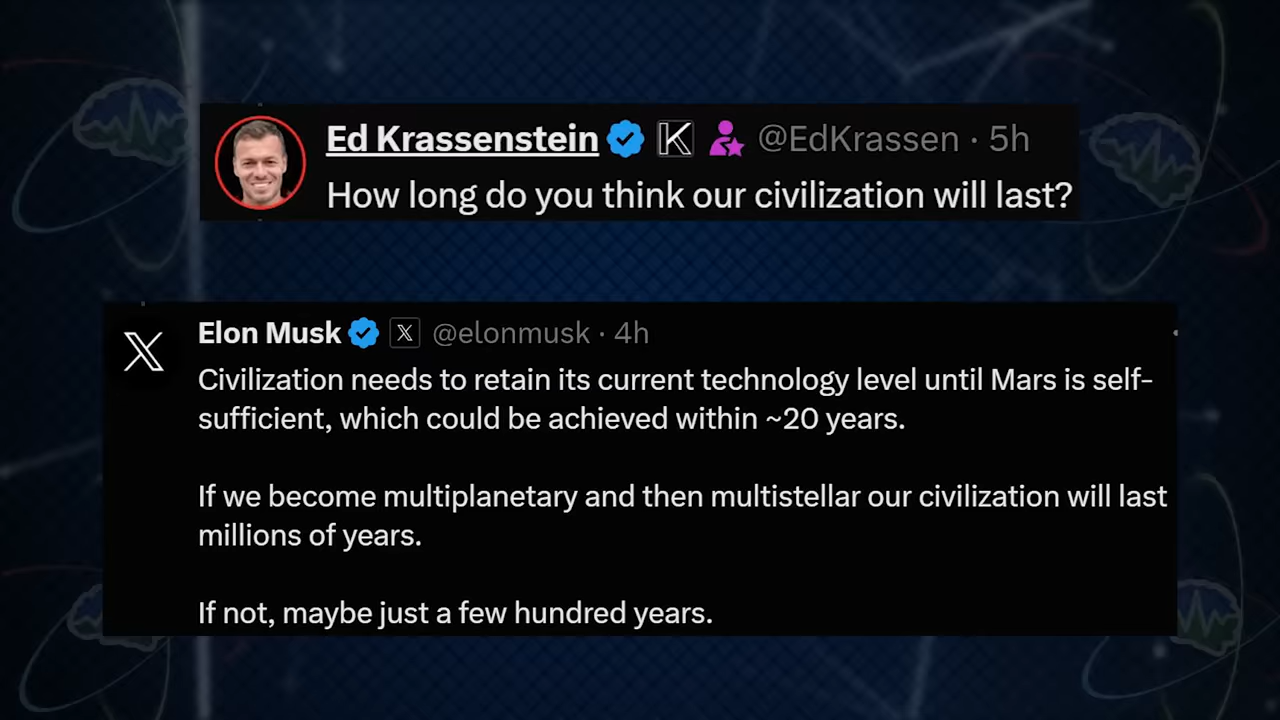 Ed Krassenstein @EdKrassen · 5h
How long do you think our civilization will last?
Elon Musk X @elonmusk · 4h
Civilization needs to retain its current technology level until Mars is self-
sufficient, which could be achieved within ~20 years.
If we become multiplanetary and then multistellar our civilization will last
millions of years.
If not, maybe just a few hundred years.